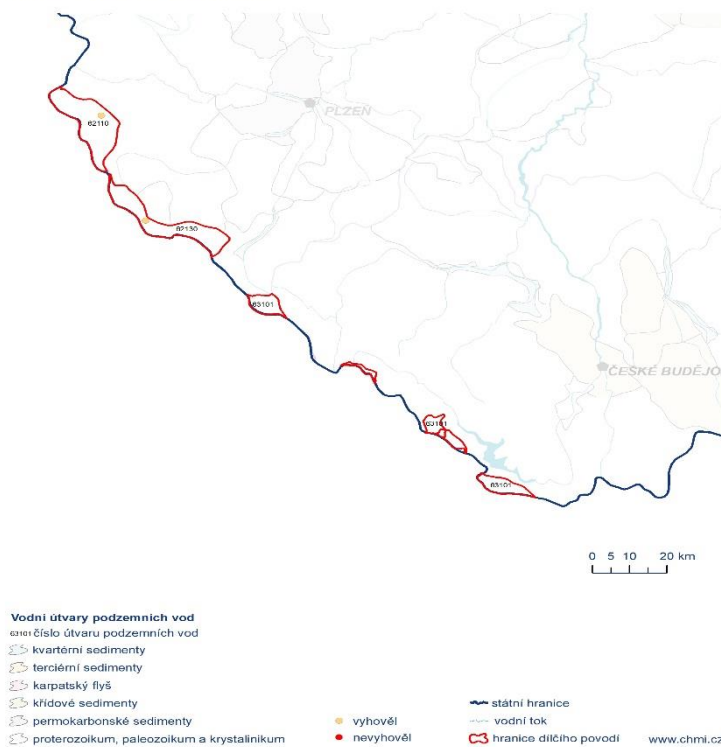 PLZEŇ
62110
62130
63101
ČESKÉ BUDĚJO
63101
63101
0 5 10 20 km
Vodní útvary podzemních vod
63101 číslo útvaru podzemních vod
kvartérní sedimenty
terciérní sedimenty
karpatský flyš
křídové sedimenty
permokarbonské sedimenty
proterozoikum, paleozoikum a krystalinikum
vyhověl
nevyhověl
státní hranice
vodní tok
hranice dílčího povodí
www.chmi.cz